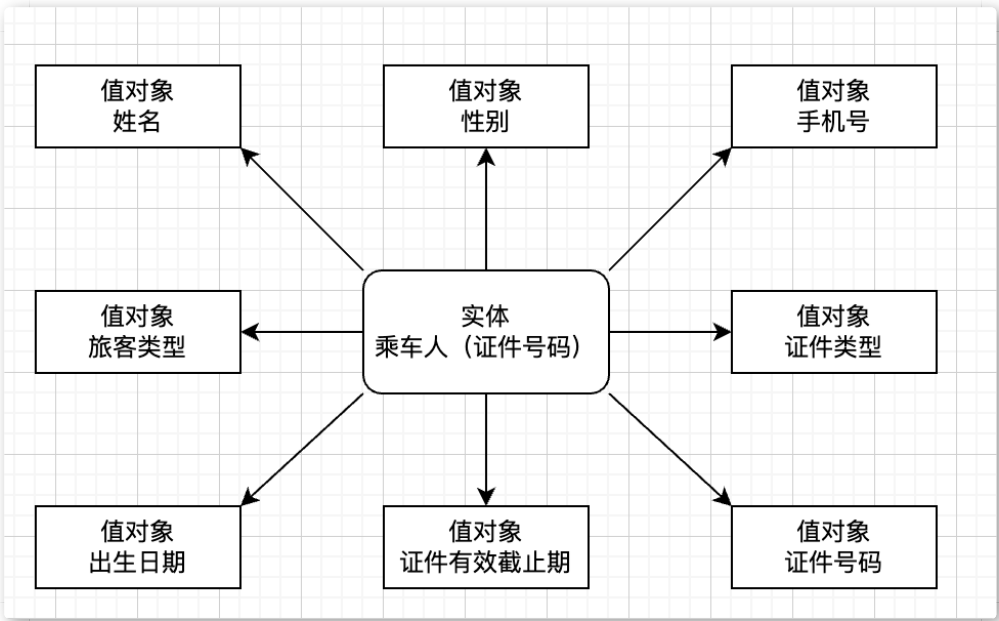 值对象
姓名
值对象
性别
值对象
手机号
值对象
旅客类型
实体
乘车人（证件号码）
值对象
证件类型
值对象
出生日期
值对象
证件有效截止期
值对象
证件号码